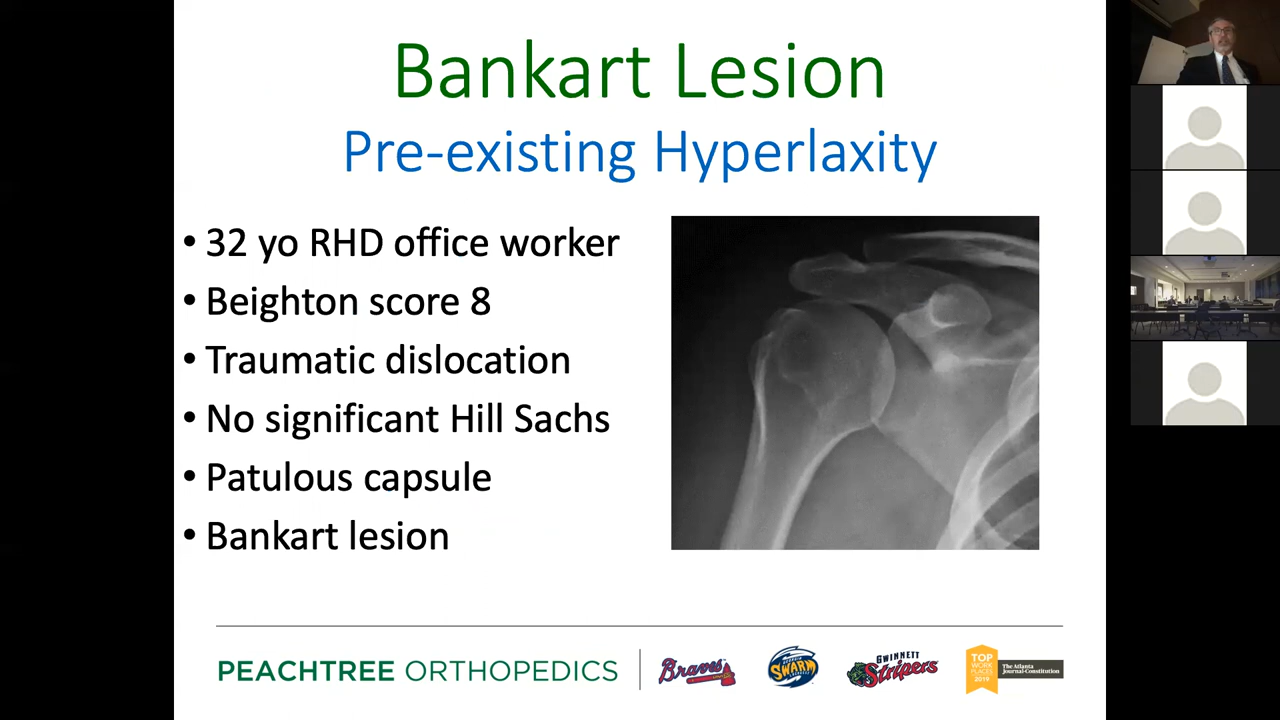 Bankart Lesion
Pre-existing Hyperlaxity
• 32 yo RHD office worker
• Beighton score 8
• Traumatic dislocation
• No significant Hill Sachs
• Patulous capsule
• Bankart lesion
PEACHTREE ORTHOPEDICS
Braves
SWARM
GWINNETT
Stripers
TOP
WORK
PLACES
2019
The Atlanta
Journal-Constitution